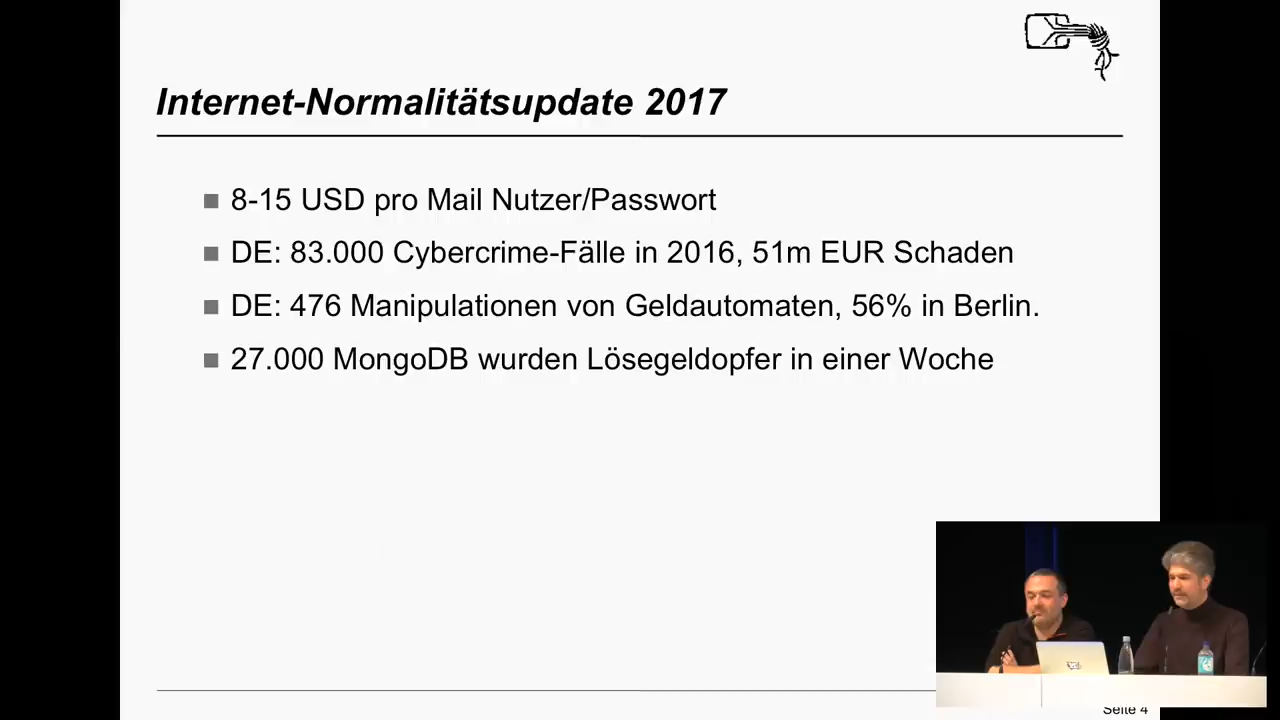 Internet-Normalitätsupdate 2017
8-15 USD pro Mail Nutzer/Passwort
DE: 83.000 Cybercrime-Fälle in 2016, 51m EUR Schaden
DE: 476 Manipulationen von Geldautomaten, 56% in Berlin.
27.000 MongoDB wurden Lösegeldopfer in einer Woche
Seite 4